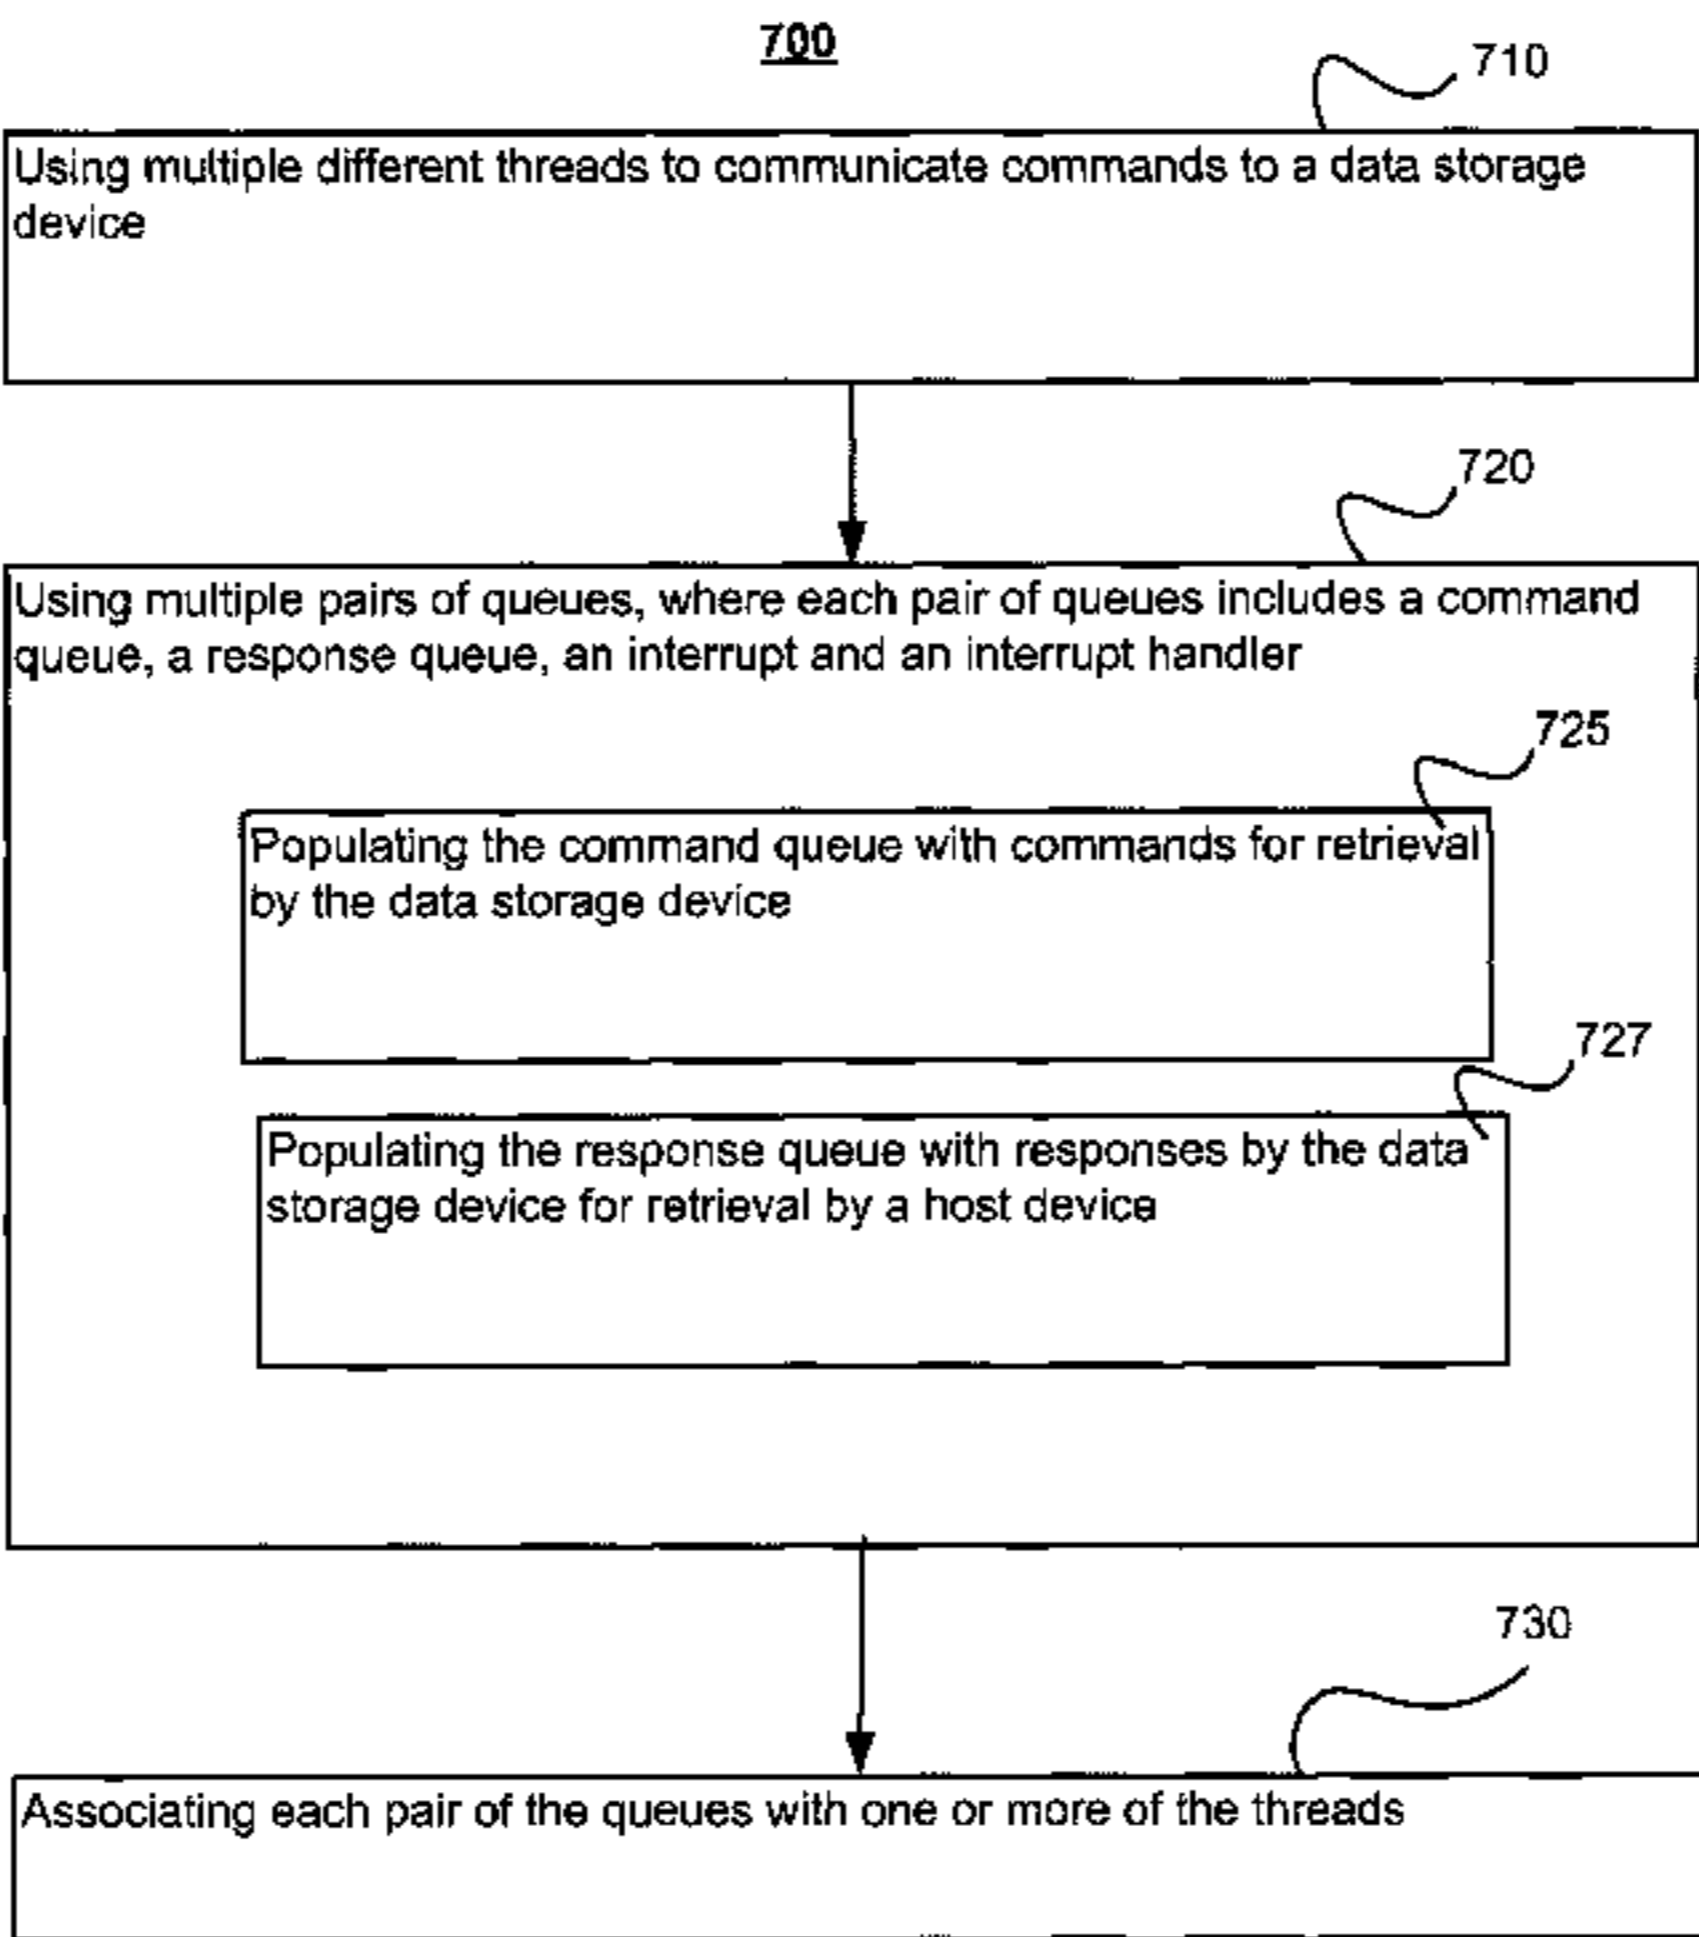 700
710
Using multiple different threads to communicate commands to a data storage
device
720
Using multiple pairs of queues, where each pair of queues includes a command
queue, a response queue, an interrupt and an interrupt handler
725
Populating the command queue with commands for retrieval
by the data storage device
727
Populating the response queue with responses by the data
storage device for retrieval by a host device
730
Associating each pair of the queues with one or more of the threads